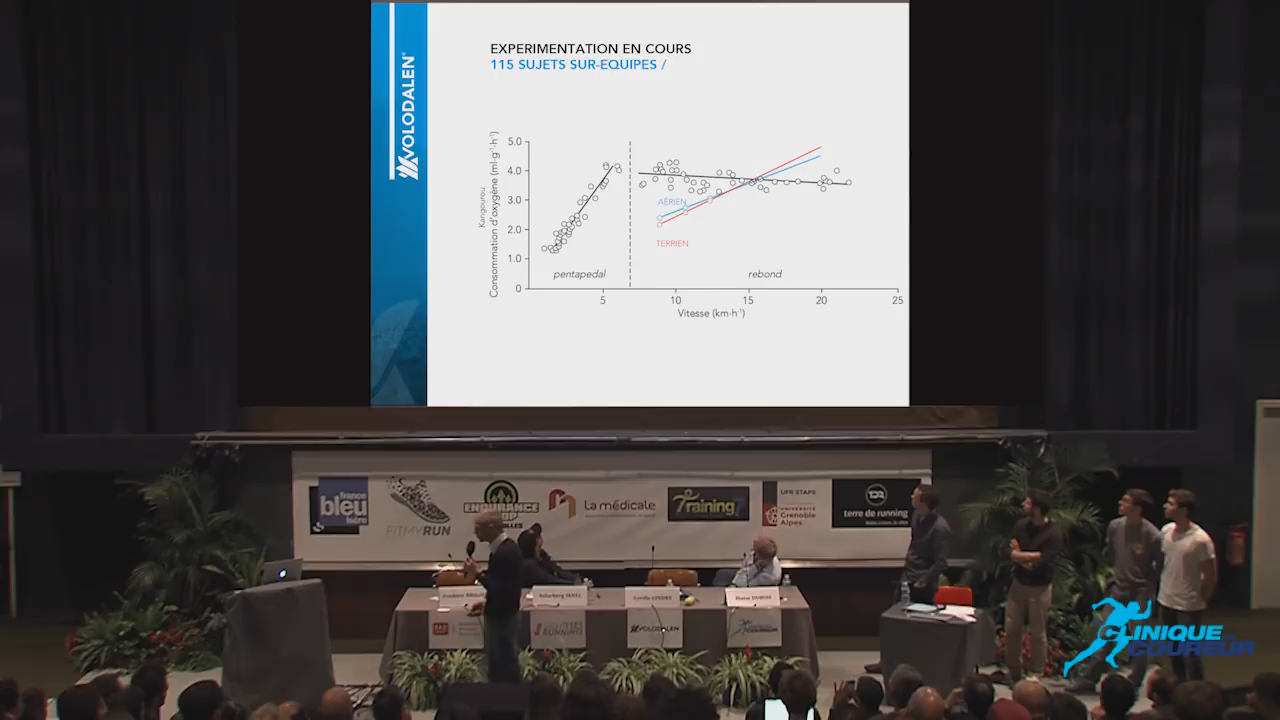 VOLODALEN
EXPERIMENTATION EN COURS
115 SUJETS SUR-EQUIPES /
Kangourou
Consommation d'oxygène (ml·g⁻¹·h⁻¹)
5.0
4.0
3.0
2.0
1.0
0
AÉRIEN
TERRIEN
pentapedal
rebond
5
10
15
20
25
Vitesse (km·h⁻¹)
france
bleu
isère
FITMYRUN
ENDURANCE
La médicale
Training
UFR STAPS
UNIVERSITÉ
Grenoble
Alpes
TDR
terre de running
VOLODALEN
COUREUR
CLINIQUE
DU COUREUR